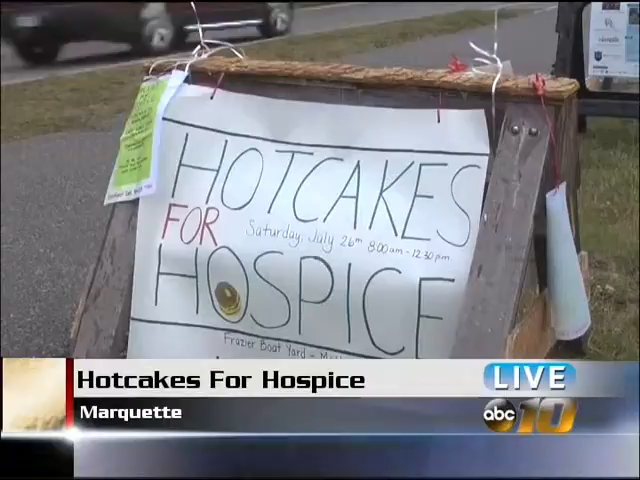 HOTCAKES
FOR
Saturday, July 26th 8:00am - 12:30pm
HOSPICE
Frazier Boat Yard -
Hotcakes For Hospice
LIVE
Marquette
abc 10